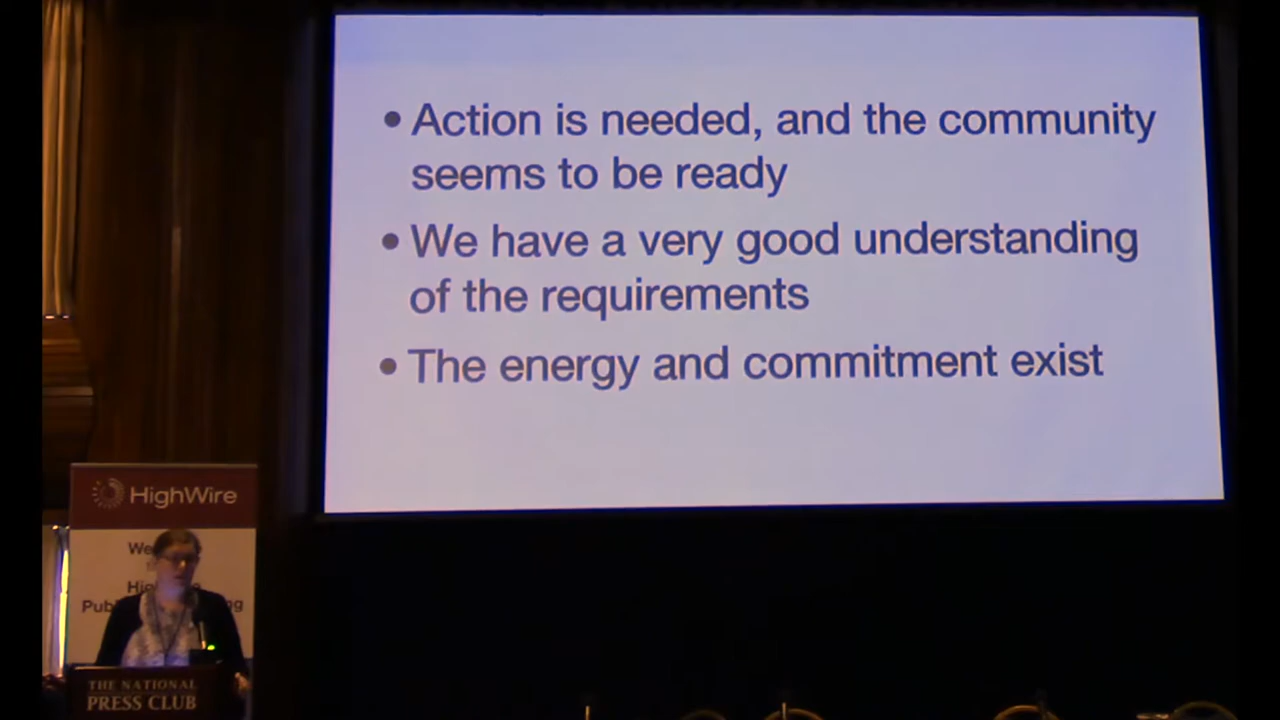 • Action is needed, and the community
seems to be ready
• We have a very good understanding
of the requirements
• The energy and commitment exist
HighWire
We
THE NATIONAL
PRESS CLUB